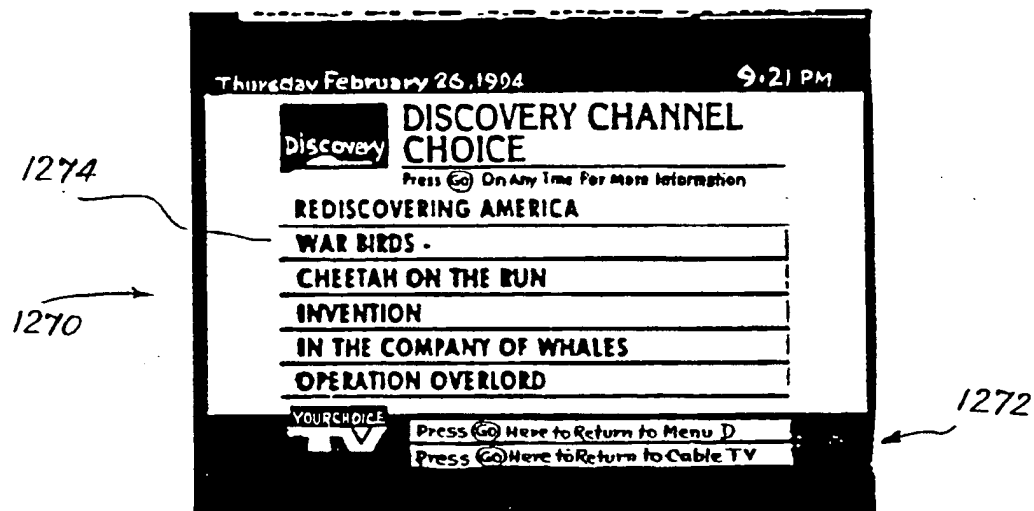 Thursday February 26, 1994
9:21 PM
Discovery
DISCOVERY CHANNEL
CHOICE
Press Go On Any Time For More Information
1274
REDISCOVERING AMERICA
WAR BIRDS -
CHEETAH ON THE RUN
1270
INVENTION
IN THE COMPANY OF WHALES
OPERATION OVERLORD
1272
YOUR CHOICE
TV
Press Go Here to Return to Menu D
Press Go Here to Return to Cable TV